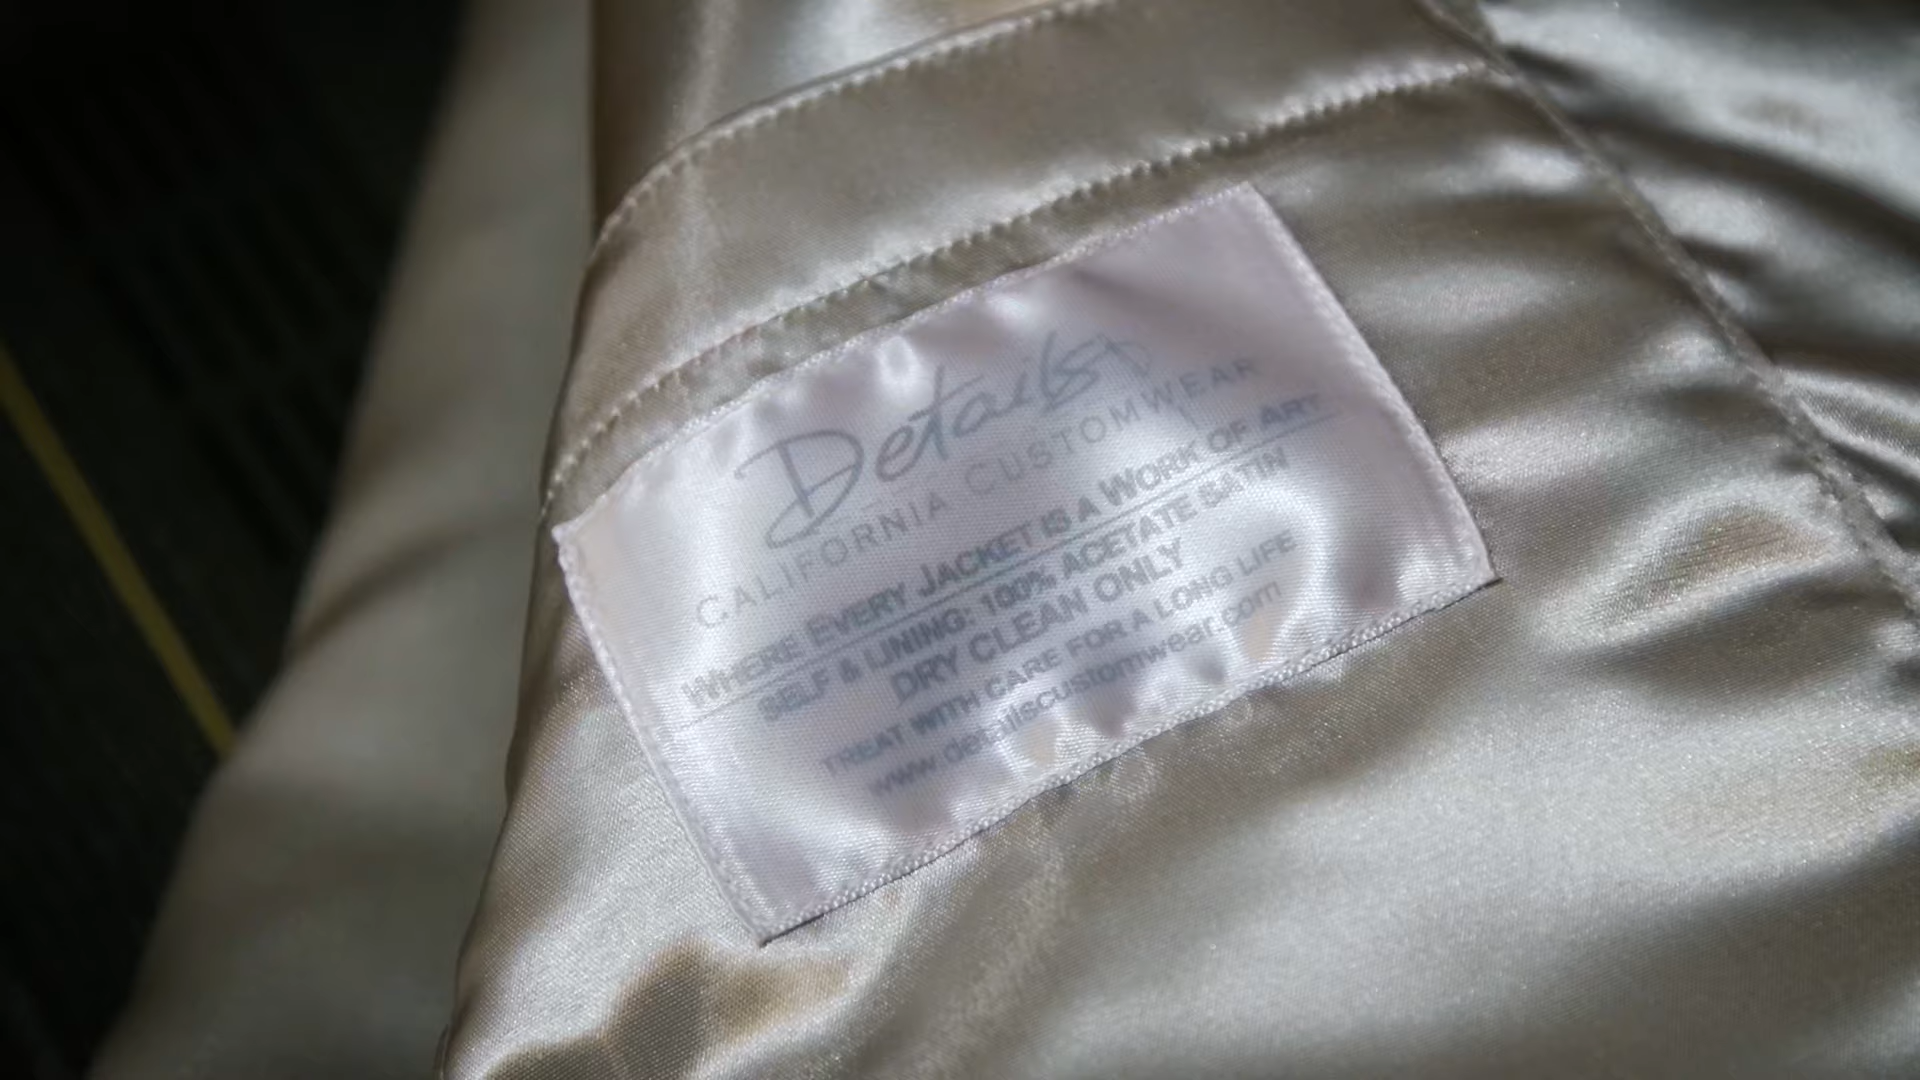 Details
CALIFORNIA CUSTOMWEAR
WHERE EVERY JACKET IS A WORK OF ART
SELF & LINING: 100% ACETATE SATIN
DRY CLEAN ONLY
TREAT WITH CARE FOR A LONG LIFE
www.detailscustomwear.com